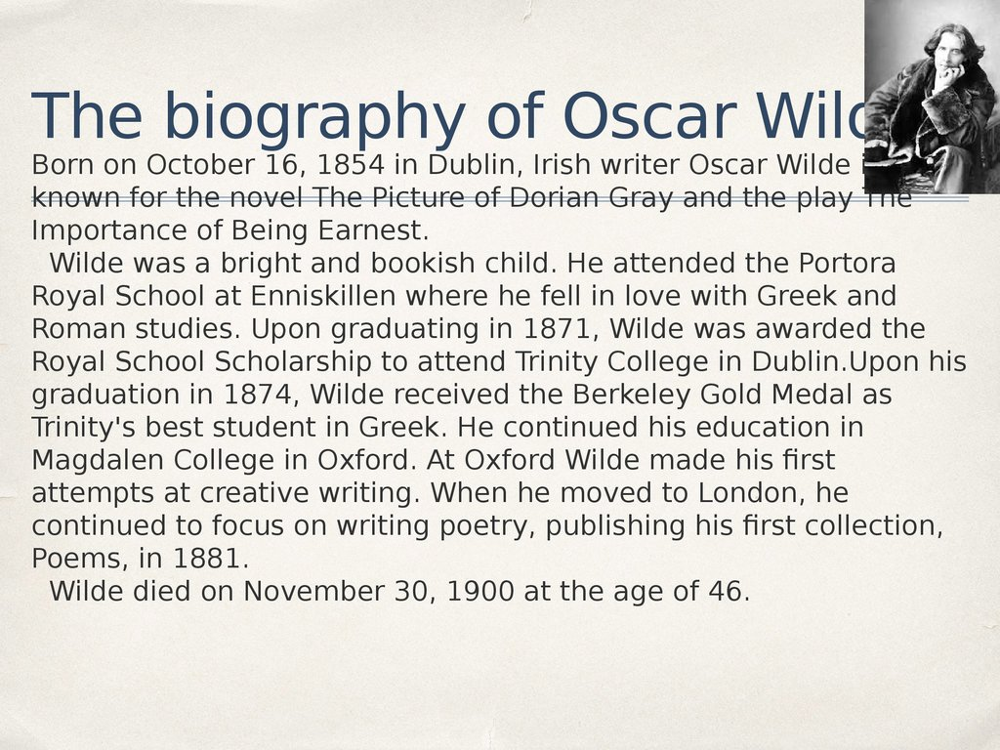 The biography of Oscar Wild
Born on October 16, 1854 in Dublin, Irish writer Oscar Wilde
known for the novel The Picture of Dorian Gray and the play The
Importance of Being Earnest.
Wilde was a bright and bookish child. He attended the Portora
Royal School at Enniskillen where he fell in love with Greek and
Roman studies. Upon graduating in 1871, Wilde was awarded the
Royal School Scholarship to attend Trinity College in Dublin.Upon his
graduation in 1874, Wilde received the Berkeley Gold Medal as
Trinity's best student in Greek. He continued his education in
Magdalen College in Oxford. At Oxford Wilde made his first
attempts at creative writing. When he moved to London, he
continued to focus on writing poetry, publishing his first collection,
Poems, in 1881.
Wilde died on November 30, 1900 at the age of 46.